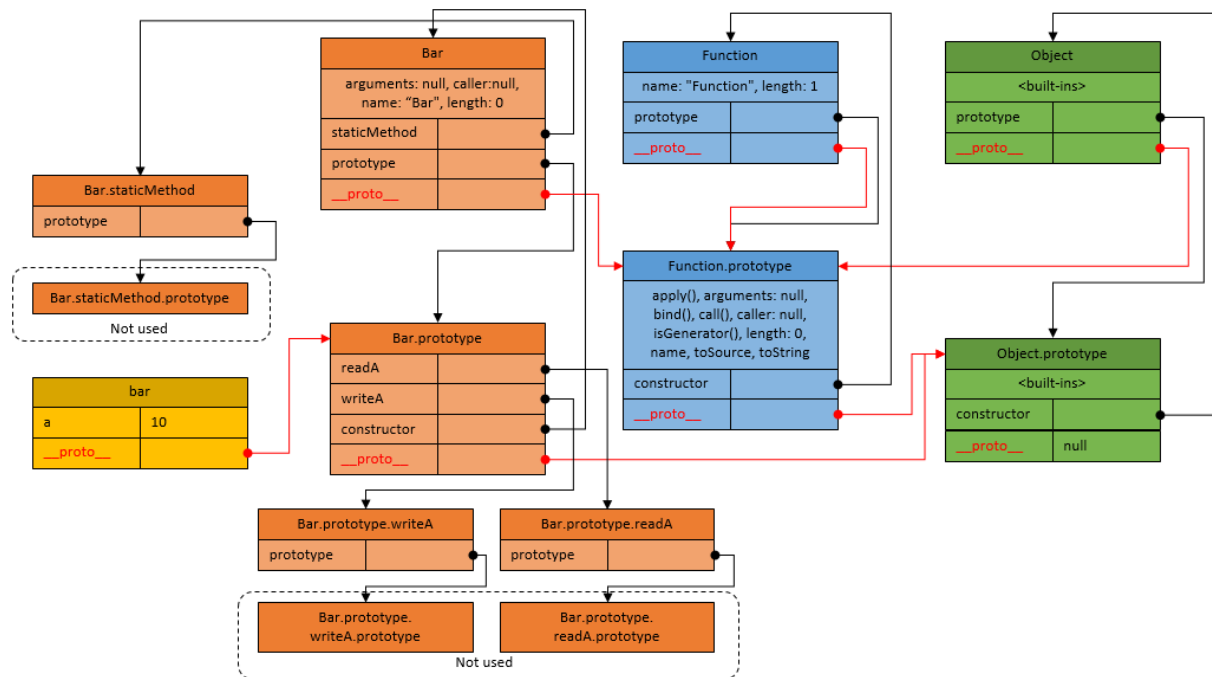 Bar
arguments: null, caller:null,
name: “Bar”, length: 0
staticMethod
prototype
__proto__
Function
name: "Function", length: 1
prototype
__proto__
Object
<built-ins>
prototype
__proto__
Bar.staticMethod
prototype
Bar.staticMethod.prototype
Not used
Function.prototype
apply(), arguments: null,
bind(), call(), caller: null,
isGenerator(), length: 0,
name, toSource, toString
constructor
__proto__
Bar.prototype
readA
writeA
constructor
__proto__
Object.prototype
<built-ins>
constructor
__proto__ null
bar
a 10
__proto__
Bar.prototype.writeA
prototype
Bar.prototype.readA
prototype
Bar.prototype.
writeA.prototype
Bar.prototype.
readA.prototype
Not used